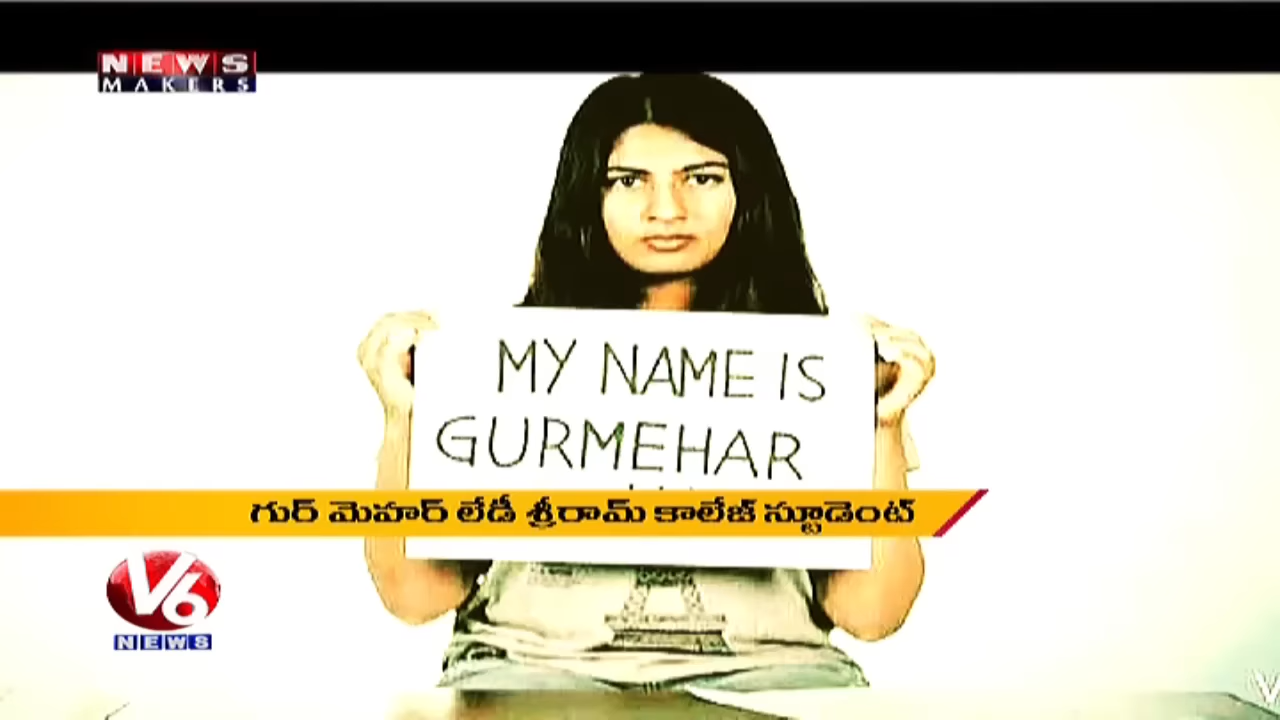 NEWS
MAKERS
MY NAME IS
GURMEHAR
గుర్ మెహర్ లేడీ శ్రీరామ్ కాలేజ్ స్టూడెంట్
V6
NEWS